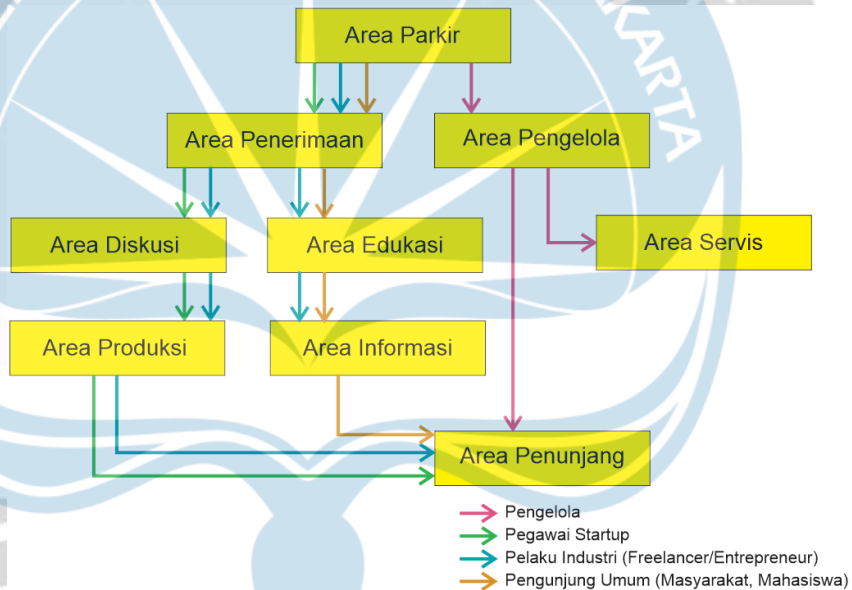 Area Parkir
KARTA
Area Penerimaan
Area Pengelola
Area Diskusi
Area Edukasi
Area Servis
Area Produksi
Area Informasi
Area Penunjang
Pengelola
Pegawai Startup
Pelaku Industri (Freelancer/Entrepreneur)
Pengunjung Umum (Masyarakat, Mahasiswa)